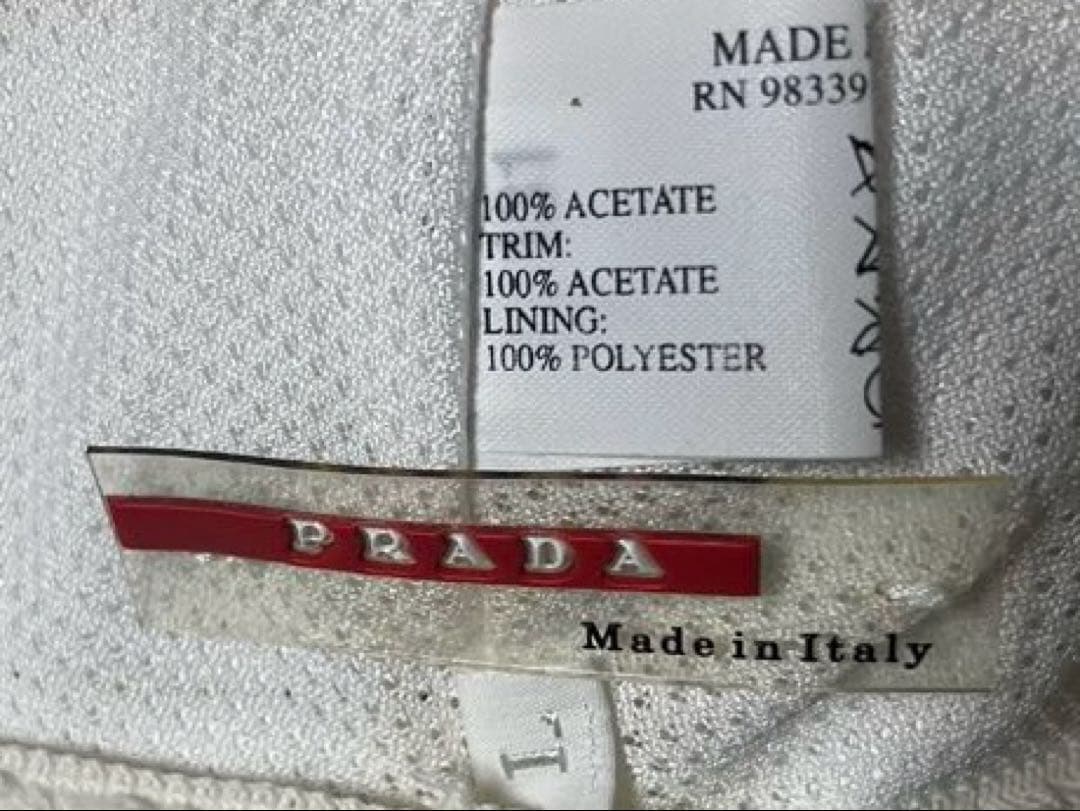 MADE
RN 98339
100% ACETATE
TRIM:
100% ACETATE
LINING:
100% POLYESTER
PRADA
Made in Italy
L